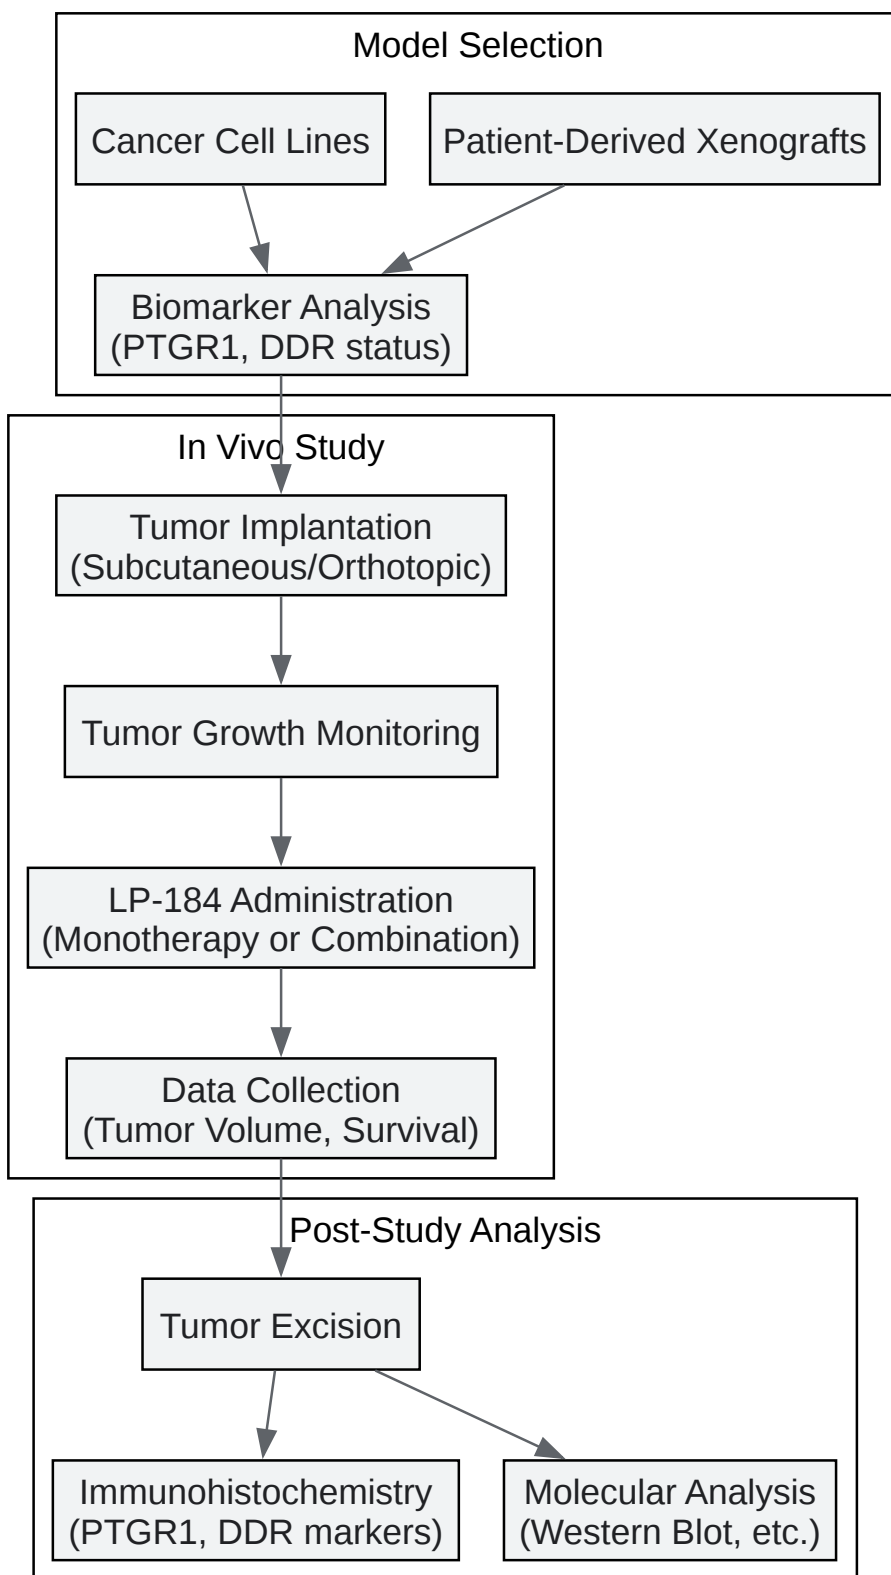 Model Selection
Cancer Cell Lines
Patient-Derived Xenografts
Biomarker Analysis
(PTGR1, DDR status)
In Vivo Study
Tumor Implantation
(Subcutaneous/Orthotopic)
Tumor Growth Monitoring
LP-184 Administration
(Monotherapy or Combination)
Data Collection
(Tumor Volume, Survival)
Post-Study Analysis
Tumor Excision
Immunohistochemistry
(PTGR1, DDR markers)
Molecular Analysis
(Western Blot, etc.)